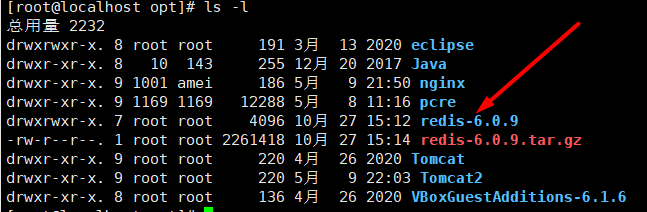 [root@localhost opt]# ls -l
总用量 2232
drwxrwxr-x. 8 root root 191 3月 13 2020 eclipse
drwxr-xr-x. 8 10 143 255 12月 20 2017 Java
drwxr-xr-x. 9 1001 amei 186 5月 9 21:50 nginx
drwxr-xr-x. 9 1169 1169 12288 5月 8 11:16 pcre
drwxrwxr-x. 7 root root 4096 10月 27 15:12 redis-6.0.9
-rw-r--r--. 1 root root 2261418 10月 27 15:14 redis-6.0.9.tar.gz
drwxr-xr-x. 9 root root 220 4月 26 2020 Tomcat
drwxr-xr-x. 9 root root 220 5月 9 22:03 Tomcat2
drwxr-xr-x. 8 root root 136 4月 26 2020 VBoxGuestAdditions-6.1.6
[root@localhost opt]#